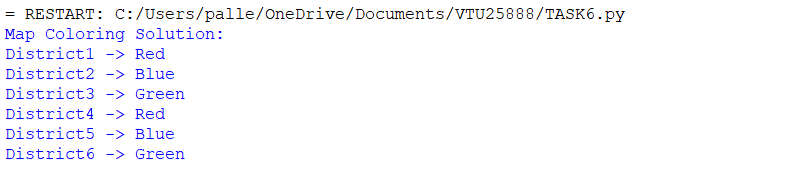 = RESTART: C:/Users/palle/OneDrive/Documents/VTU25888/TASK6.py
Map Coloring Solution:
District1 -> Red
District2 -> Blue
District3 -> Green
District4 -> Red
District5 -> Blue
District6 -> Green